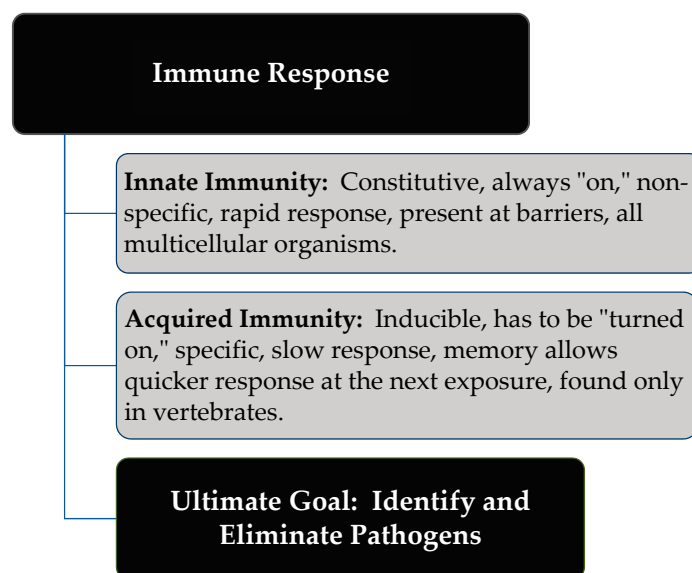 Immune Response
Innate Immunity: Constitutive, always "on," non-
specific, rapid response, present at barriers, all
multicellular organisms.
Acquired Immunity: Inducible, has to be "turned
on," specific, slow response, memory allows
quicker response at the next exposure, found only
in vertebrates.
Ultimate Goal: Identify and
Eliminate Pathogens